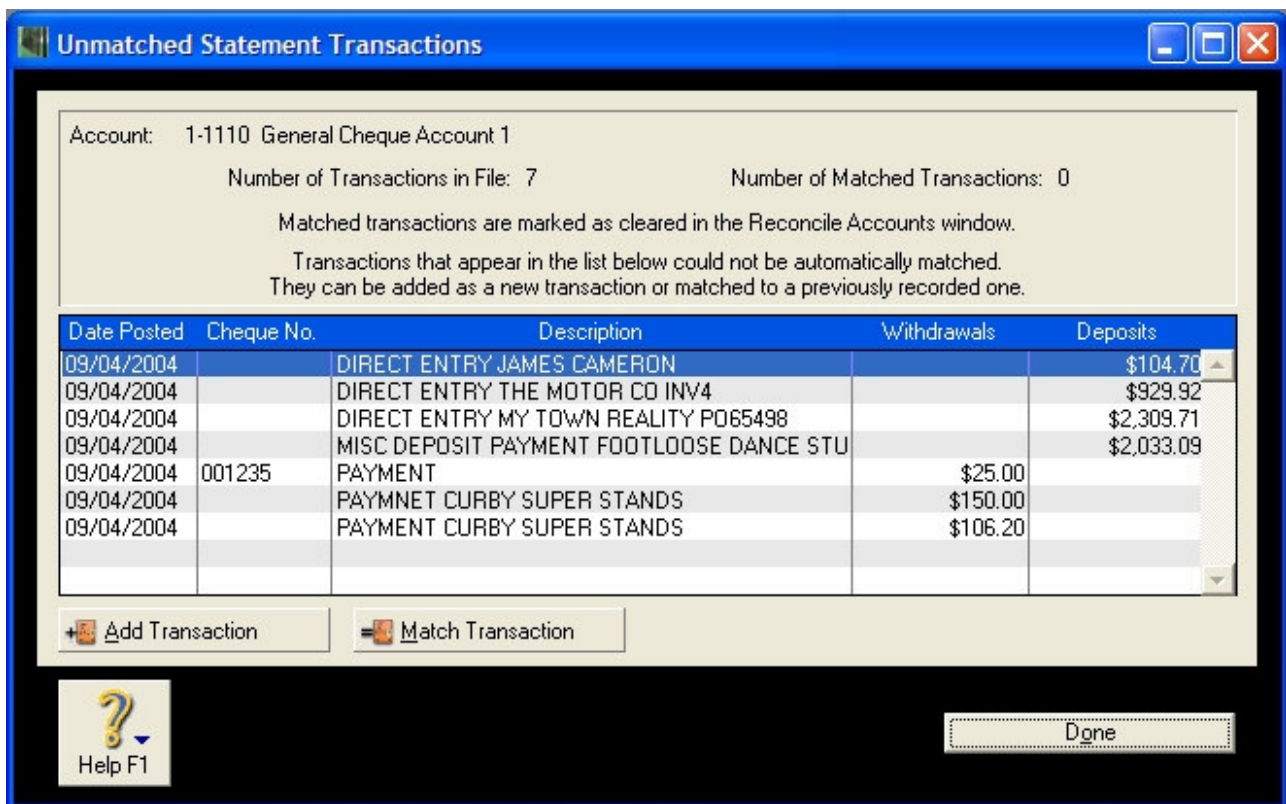 Unmatched Statement Transactions
Account: 1-1110 General Cheque Account 1
Number of Transactions in File: 7 Number of Matched Transactions: 0
Matched transactions are marked as cleared in the Reconcile Accounts window.
Transactions that appear in the list below could not be automatically matched.
They can be added as a new transaction or matched to a previously recorded one.
Date Posted Cheque No. Description Withdrawals Deposits
09/04/2004 DIRECT ENTRY JAMES CAMERON $104.70
09/04/2004 DIRECT ENTRY THE MOTOR CO INV4 $929.92
09/04/2004 DIRECT ENTRY MY TOWN REALITY PO65498 $2,309.71
09/04/2004 MISC DEPOSIT PAYMENT FOOTLOOSE DANCE STU $2,033.09
09/04/2004 001235 PAYMENT $25.00
09/04/2004 PAYMNET CURBY SUPER STANDS $150.00
09/04/2004 PAYMENT CURBY SUPER STANDS $106.20
Add Transaction Match Transaction
Help F1
Done